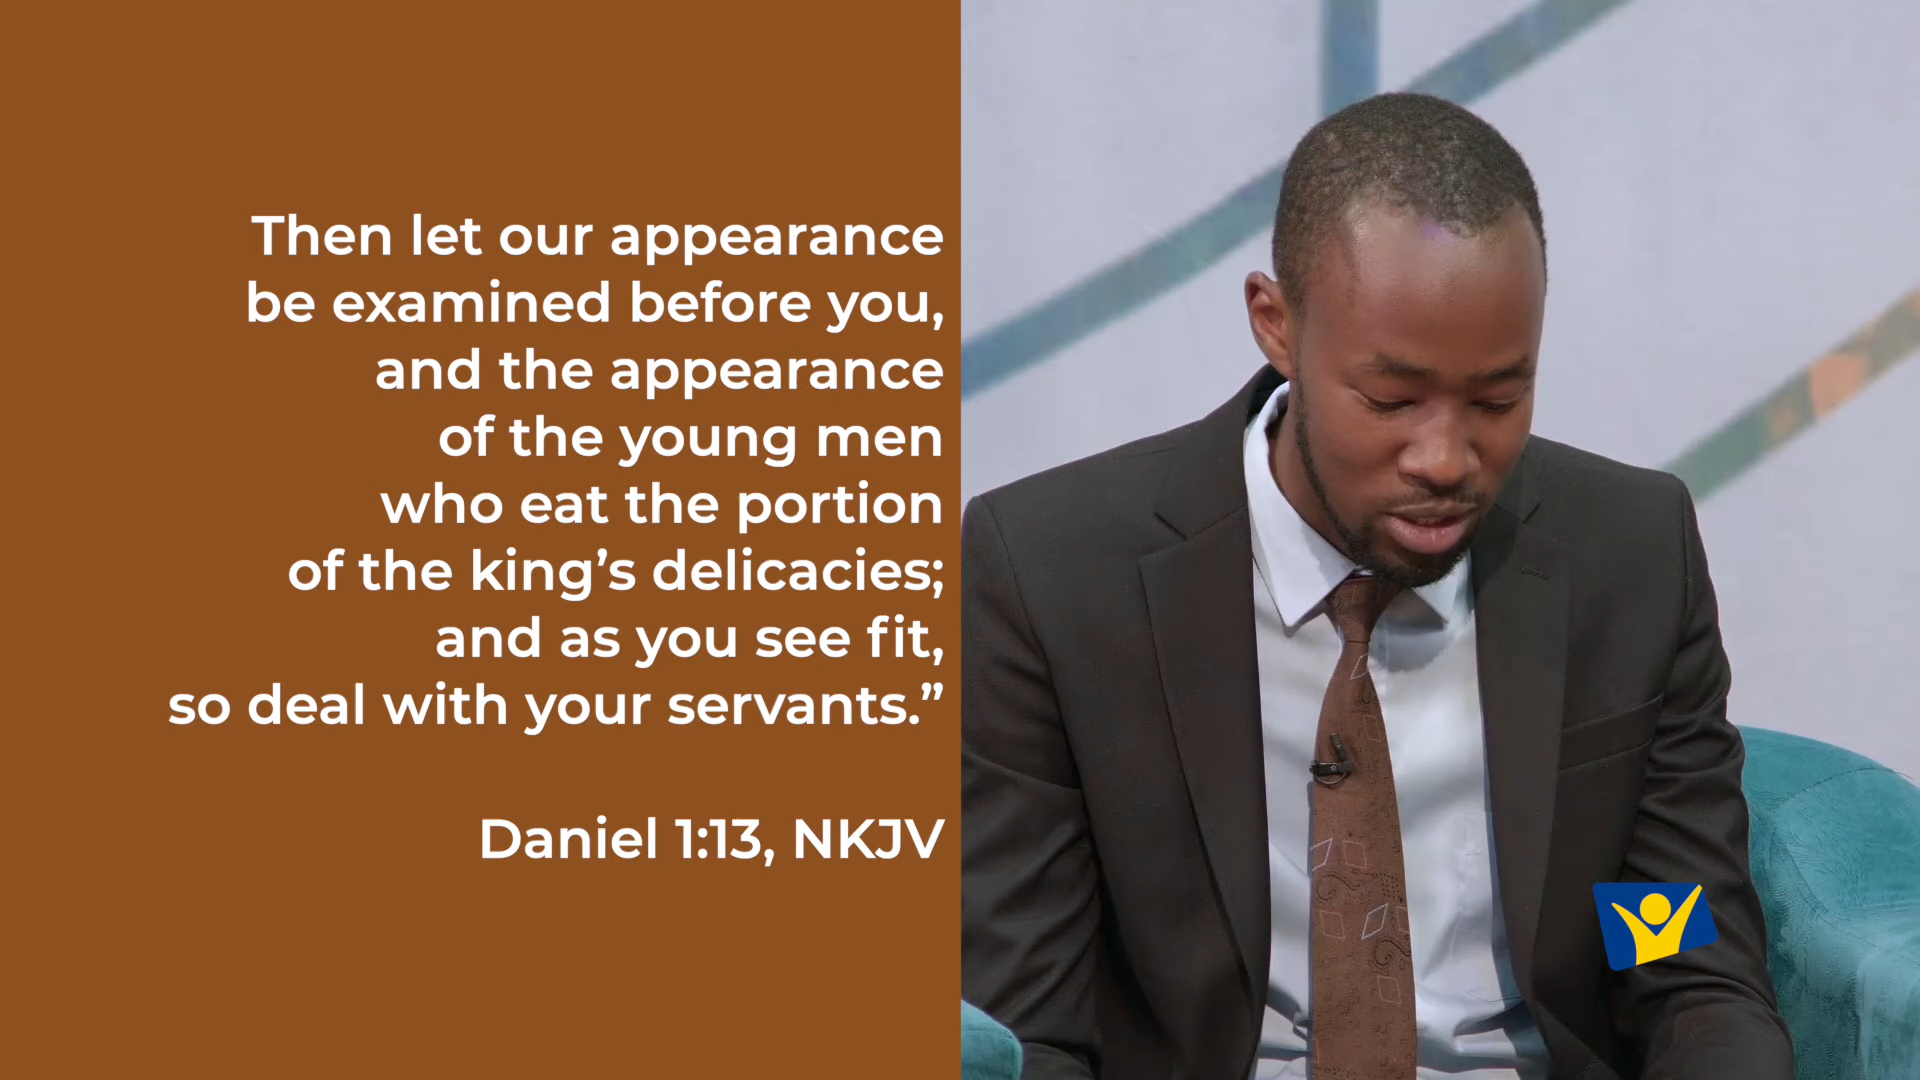 Then let our appearance
be examined before you,
and the appearance
of the young men
who eat the portion
of the king’s delicacies;
and as you see fit,
so deal with your servants.”
Daniel 1:13, NKJV